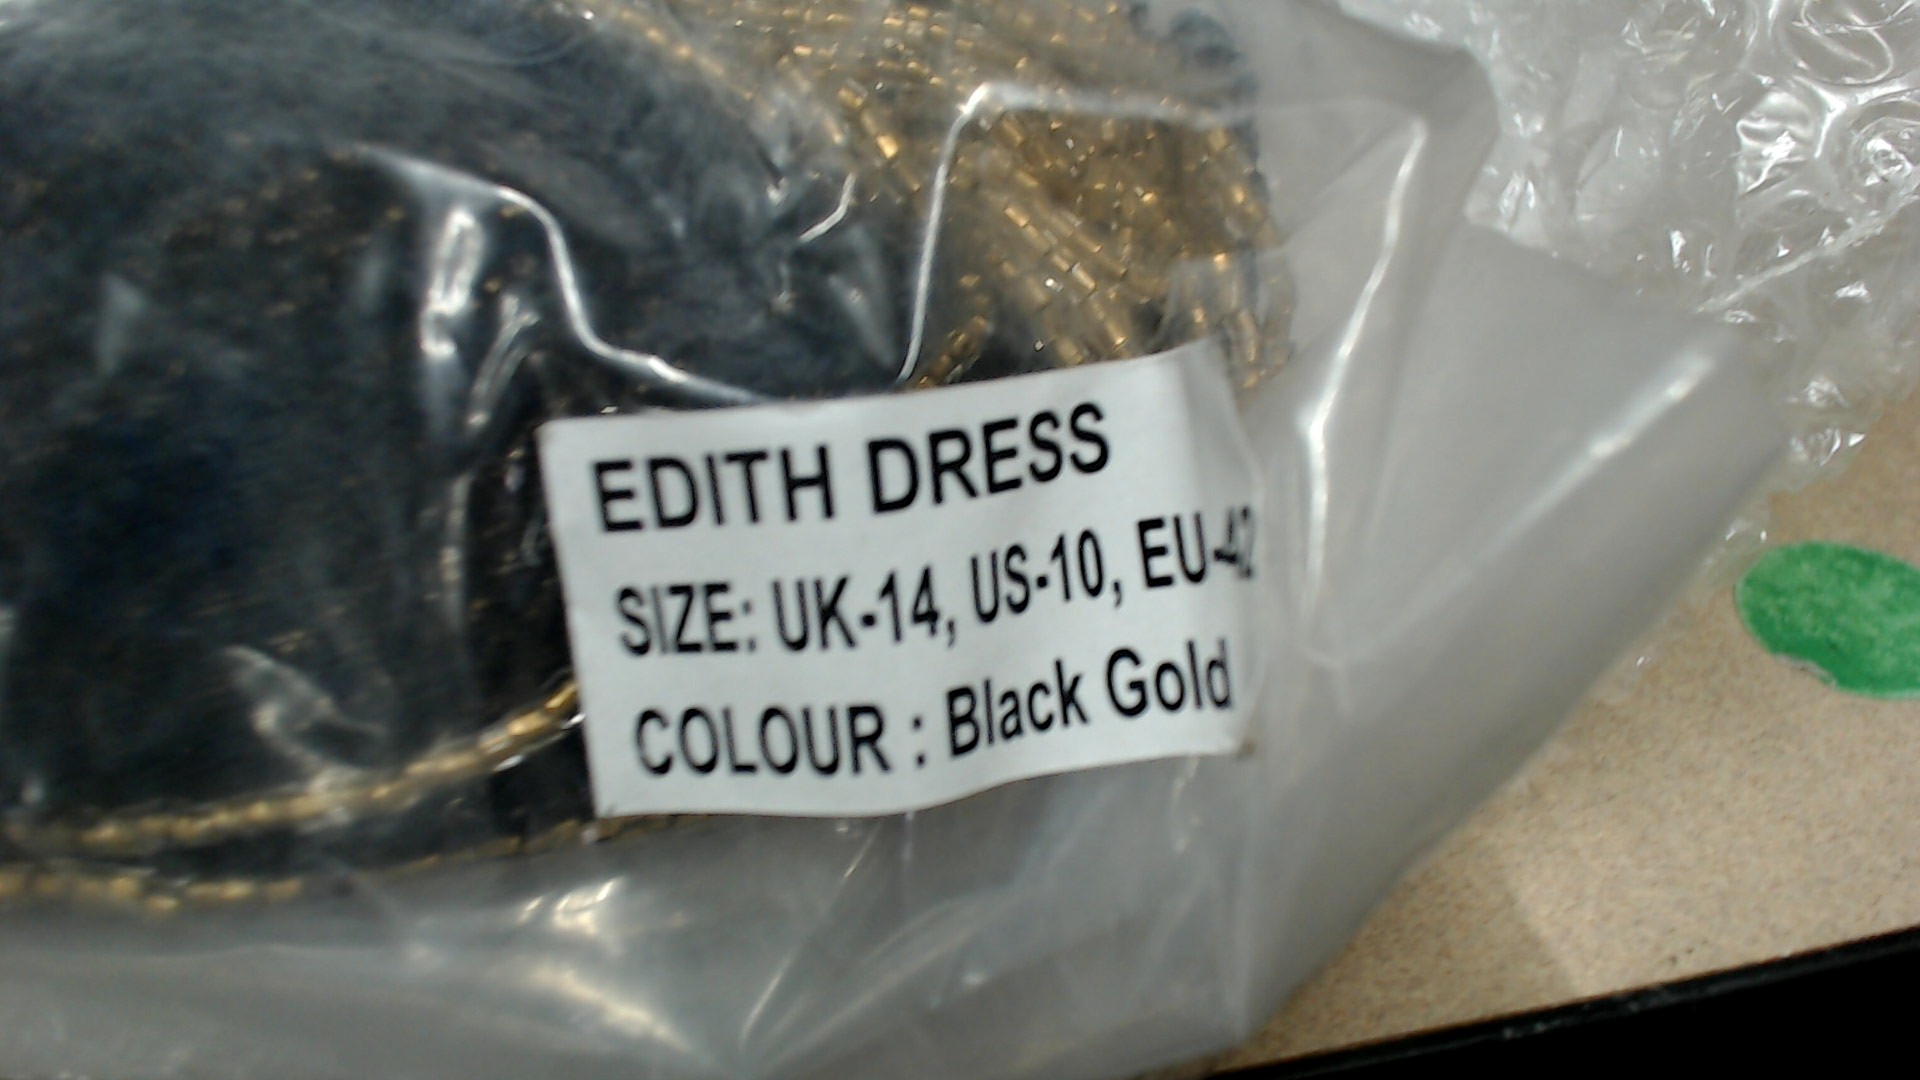 EDITH DRESS
SIZE: UK-14, US-10, EU-42
COLOUR : Black Gold